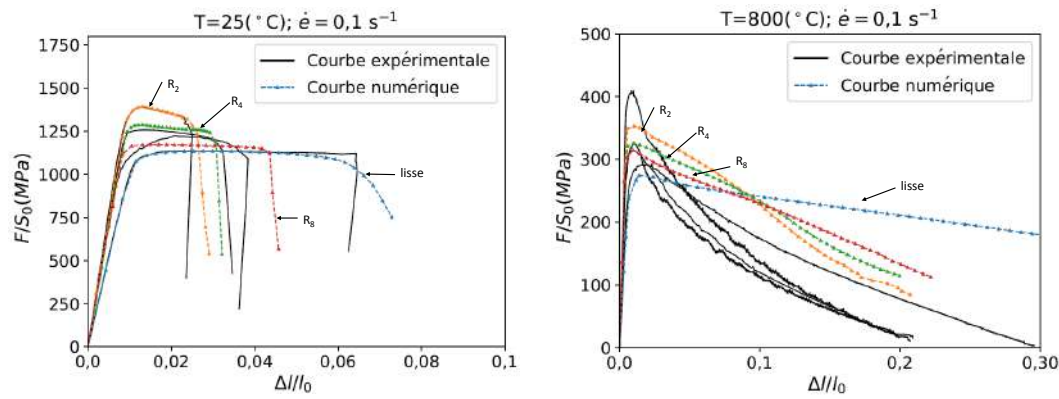 T=25(°C); ė=0,1 s⁻¹
1750
1500
1250
1000
750
500
250
0
F/S₀(MPa)
Courbe expérimentale
Courbe numérique
R₂
R₄
lisse
R₈
0,0
0,02
0,04
0,06
0,08
0,1
Δl/l₀
T=800(°C); ė=0,1 s⁻¹
500
400
300
200
100
0
F/S₀(MPa)
Courbe expérimentale
Courbe numérique
R₂
R₄
R₈
lisse
0,0
0,1
0,2
0,30
Δl/l₀